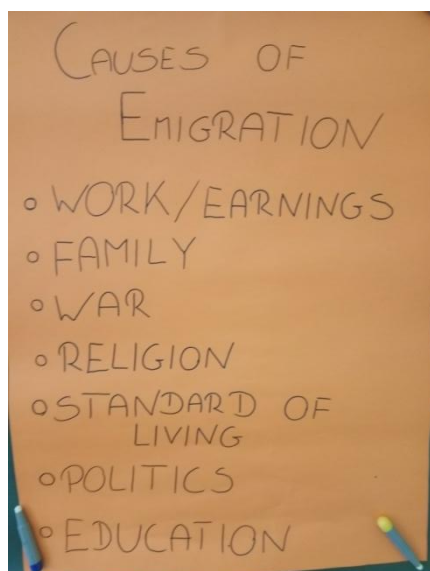 CAUSES OF
EMIGRATION
○ WORK/EARNINGS
○ FAMILY
○ WAR
○ RELIGION
○ STANDARD OF
LIVING
○ POLITICS
○ EDUCATION